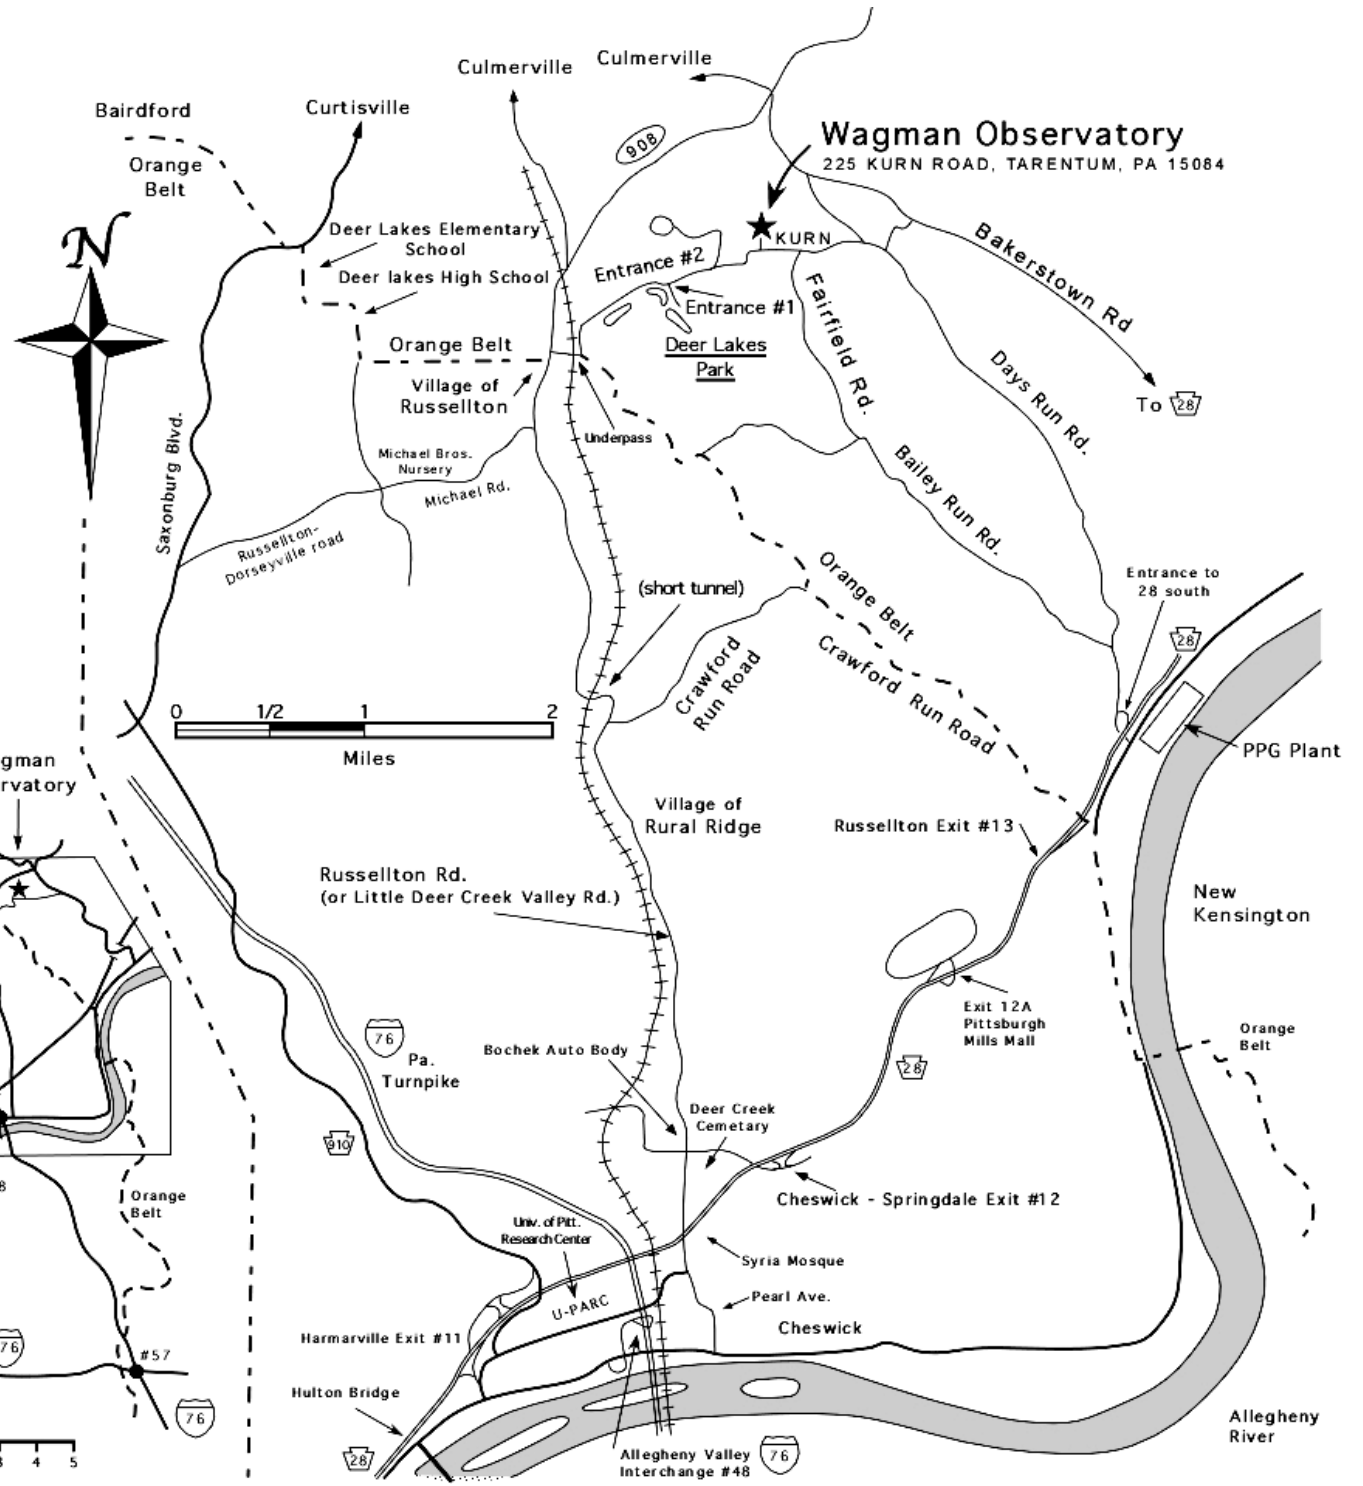 Culmerville
Culmerville
Bairdford
Curtisville
Orange
Belt
908
Wagman Observatory
225 KURN ROAD, TARENTUM, PA 15084
N
Deer Lakes Elementary
School
Deer lakes High School
KURN
Entrance #2
Entrance #1
Bakerstown Rd
Fairfield Rd.
Deer Lakes
Park
Orange Belt
Village of
Russellton
Days Run Rd.
To 28
Underpass
Saxonburg Blvd.
Michael Bros.
Nursery
Michael Rd.
Bailey Run Rd.
Russellton-
Dorseyville road
(short tunnel)
Orange Belt
Entrance to
28 south
28
Crawford
Run Road
Crawford Run Road
0 1/2 1 2
Miles
PPG Plant
gman
rvatory
Village of
Rural Ridge
Russellton Exit #13
Russellton Rd.
(or Little Deer Creek Valley Rd.)
New
Kensington
Exit 12A
Pittsburgh
Mills Mall
76
Pa.
Turnpike
Orange
Belt
Bochek Auto Body
28
Deer Creek
Cemetary
910
8
Orange
Belt
Cheswick - Springdale Exit #12
Univ. of Pitt.
Research Center
Syria Mosque
U-PARC
Pearl Ave.
Cheswick
Harmarville Exit #11
76
#57
Hulton Bridge
76
Allegheny
River
28
Allegheny Valley
Interchange #48
76
4 5